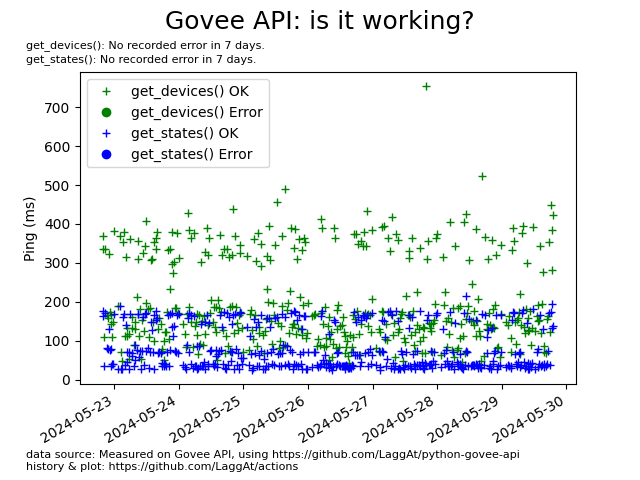 Govee API: is it working?
get_devices(): No recorded error in 7 days.
get_states(): No recorded error in 7 days.
get_devices() OK
get_devices() Error
get_states() OK
get_states() Error
Ping (ms)
700
600
500
400
300
200
100
0
2024-05-23
2024-05-24
2024-05-25
2024-05-26
2024-05-27
2024-05-28
2024-05-29
2024-05-30
data source: Measured on Govee API, using https://github.com/LaggAt/python-govee-api
history & plot: https://github.com/LaggAt/actions